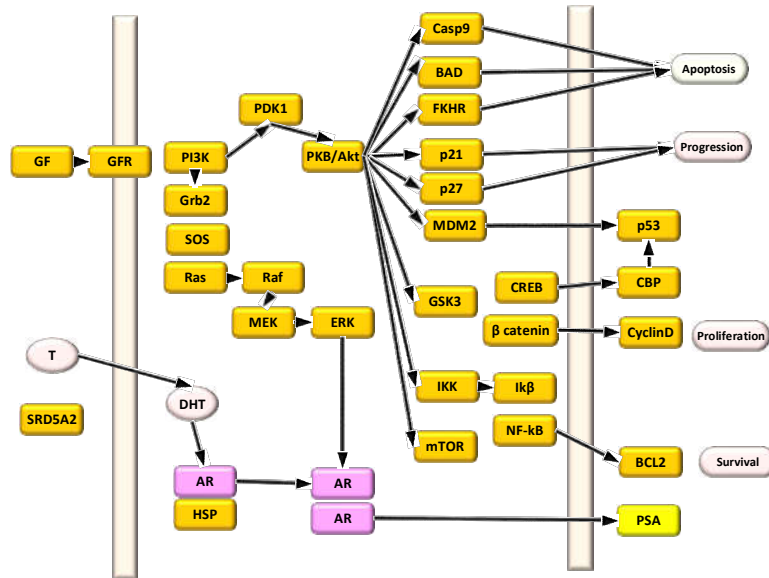 Casp9
BAD
Apoptosis
FKHR
PDK1
GF
GFR
PI3K
PKB/Akt
p21
Progression
p27
Grb2
MDM2
p53
SOS
Ras
Raf
GSK3
CREB
CBP
MEK
ERK
β catenin
CyclinD
Proliferation
T
DHT
IKK
Ikβ
SRD5A2
NF-kB
mTOR
BCL2
Survival
AR
AR
HSP
AR
PSA